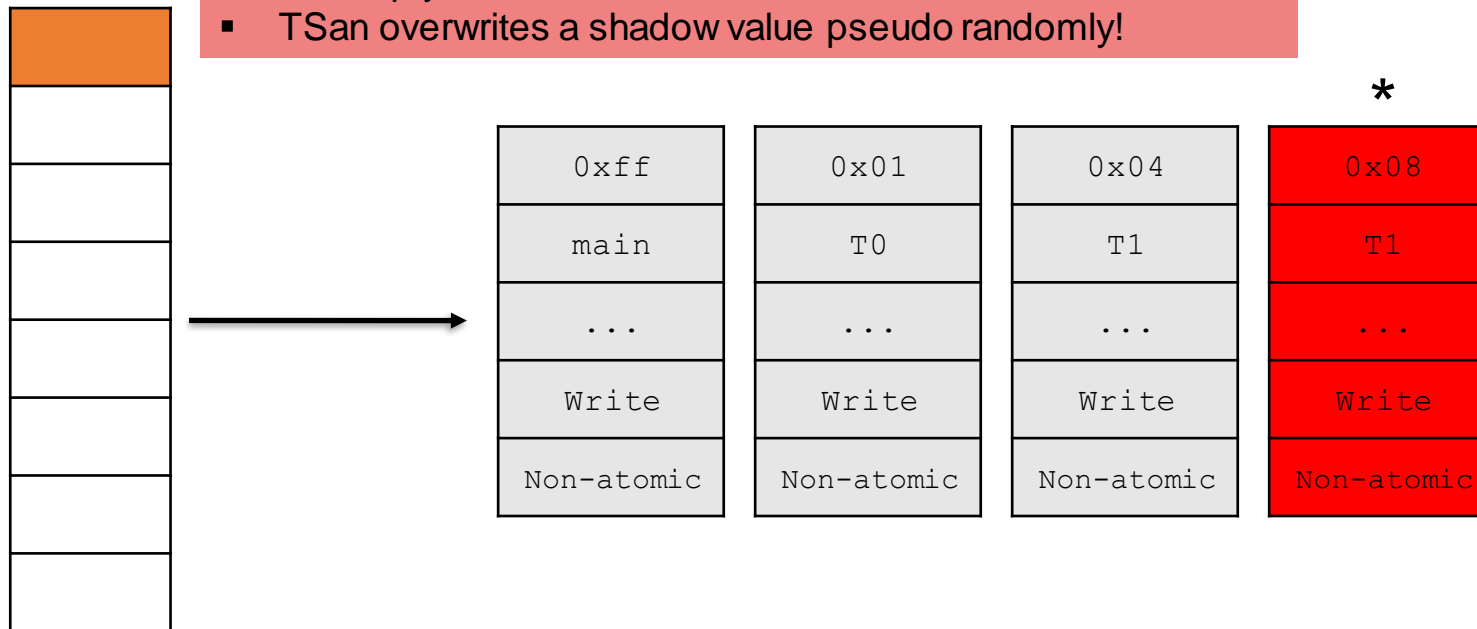 ▪ TSan overwrites a shadow value pseudo randomly!
*
0xff 0x01 0x04 0x08
main T0 T1 T1
... ... ... ...
Write Write Write Write
Non-atomic Non-atomic Non-atomic Non-atomic